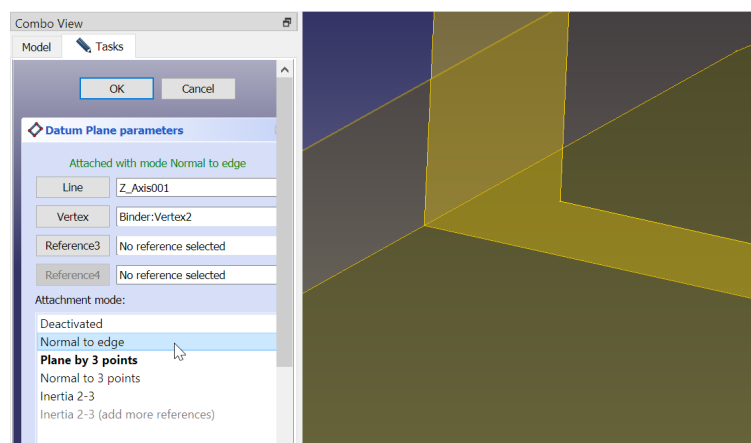 Combo View
Model Tasks
OK Cancel
Datum Plane parameters
Attached with mode Normal to edge
Line Z_Axis001
Vertex Binder:Vertex2
Reference3 No reference selected
Reference4 No reference selected
Attachment mode:
Deactivated
Normal to edge
Plane by 3 points
Normal to 3 points
Inertia 2-3
Inertia 2-3 (add more references)